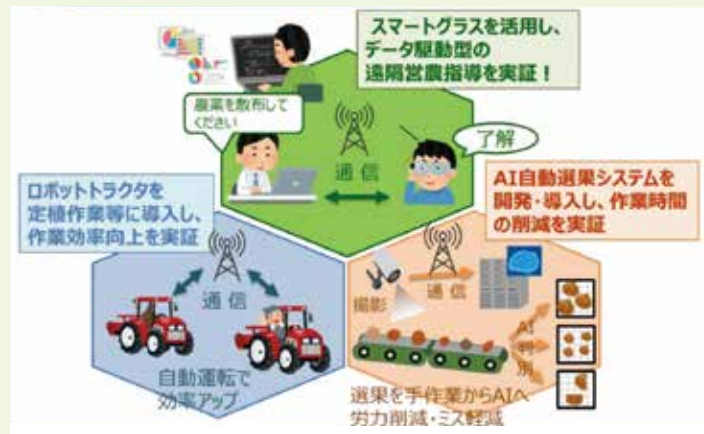 スマートグラスを活用し、
データ駆動型の
遠隔営農指導を実証！
農薬を散布して
ください
通信
了解
ロボットトラクタを
定植作業等に導入し、
作業効率向上を実証
通信
自動運転で
効率アップ
AI自動選果システムを
開発・導入し、作業時間
の削減を実証
撮影
通信
AI判別
選果を手作業からAIへ
労力削減・ミス軽減